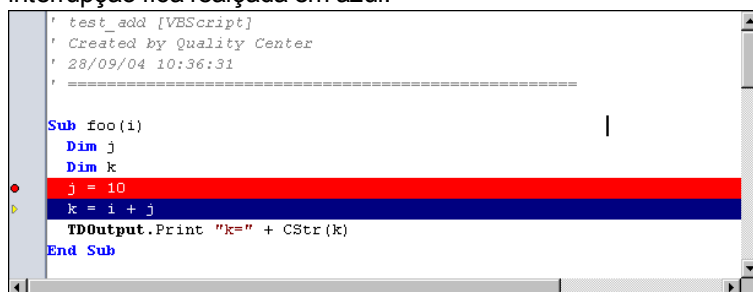 interrupção fica realçada em azul.
' test_add [VBScript]
' Created by Quality Center
' 28/09/04 10:36:31
' ====================================================
Sub foo(i)
Dim j
Dim k
j = 10
k = i + j
TDOutput.Print "k=" + CStr(k)
End Sub